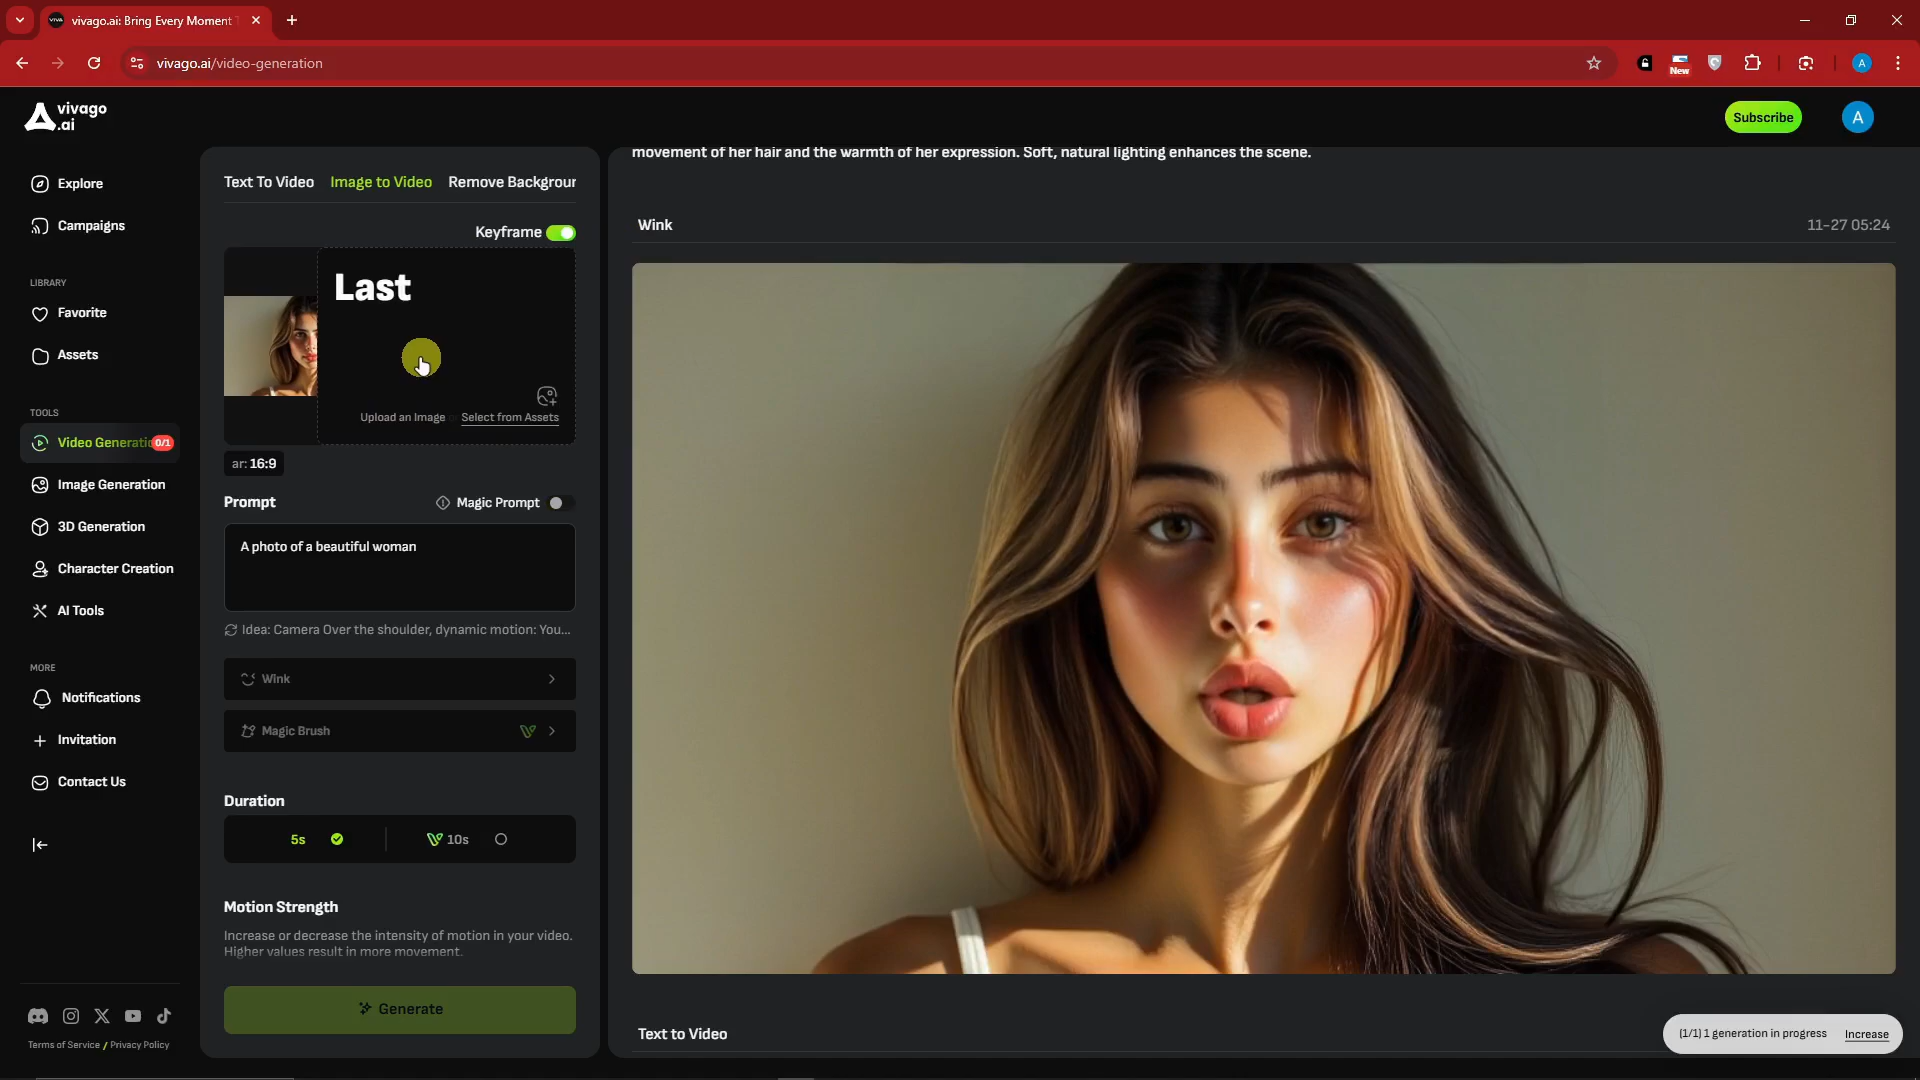 vivago.ai: Bring Every Moment
vivago.ai/video-generation
New
A
vivago
.ai
Subscribe
A
Explore
Campaigns
LIBRARY
Favorite
Assets
TOOLS
Video Generatio
0/1
Image Generation
3D Generation
Character Creation
AI Tools
MORE
Notifications
Invitation
Contact Us
Terms of Service / Privacy Policy
Text To Video Image to Video Remove Backgroun
Keyframe
Last
Upload an Image or Select from Assets
ar: 16:9
Prompt
Magic Prompt
A photo of a beautiful woman
Idea: Camera Over the shoulder, dynamic motion: You...
Wink
Magic Brush
Duration
5s
10s
Motion Strength
Increase or decrease the intensity of motion in your video.
Higher values result in more movement.
Generate
movement of her hair and the warmth of her expression. Soft, natural lighting enhances the scene.
Wink
11-27 05:24
Text to Video
(1/1) 1 generation in progress Increase